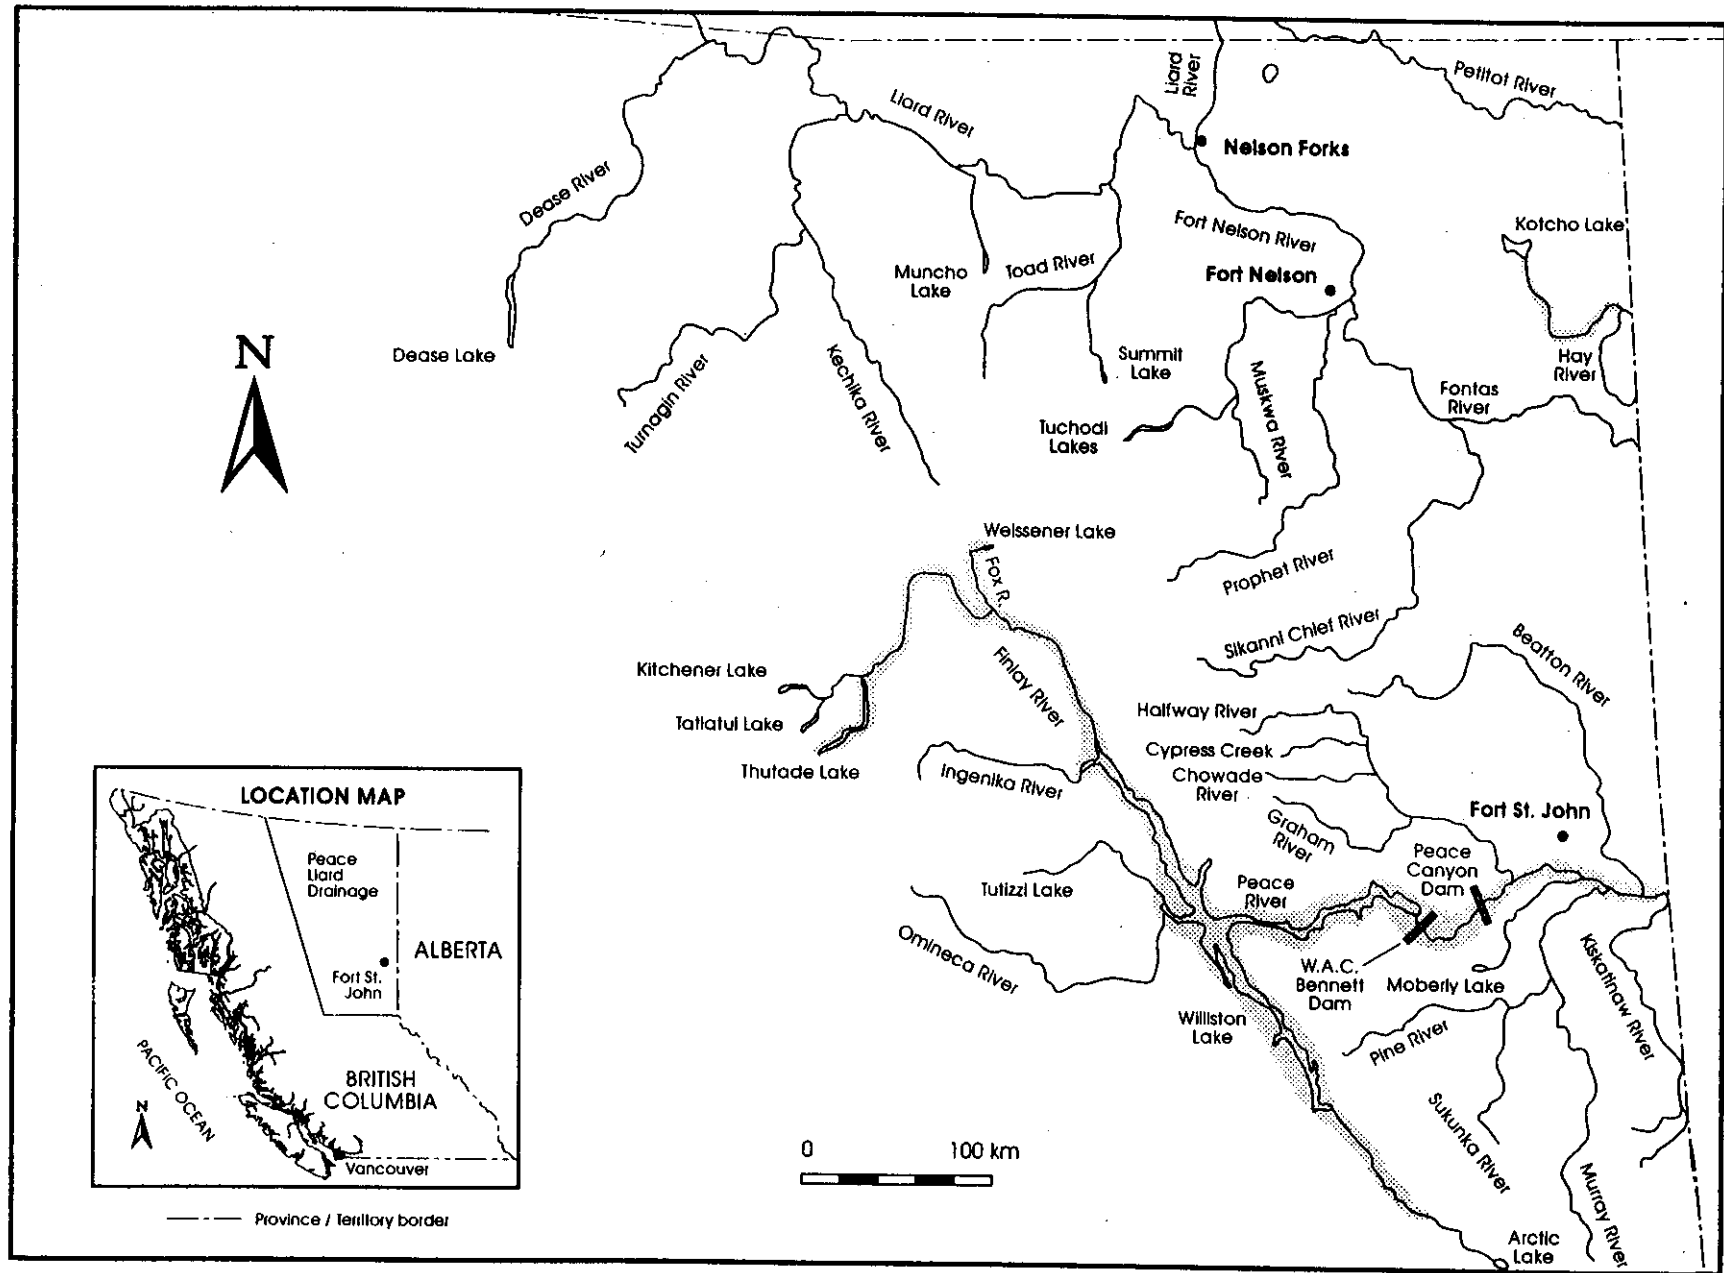 Liard
River
Petitot River
Liard River
Nelson Forks
Dease River
Fort Nelson River
Kotcho Lake
Muncho
Lake
Toad River
Fort Nelson
N
Dease Lake
Turnagin River
Kechika River
Summit
Lake
Muskwa River
Hay
River
Fontas
River
Tuchodi
Lakes
Weissener Lake
Fox R.
Prophet River
Sikanni Chief River
Beatton River
Finlay River
Kitchener Lake
Tatlatui Lake
Thutade Lake
Halfway River
Cypress Creek
Chowade
River
Ingenika River
Graham
River
Fort St. John
Peace
Canyon
Dam
Tutizzi Lake
Peace
River
Omineca River
W.A.C.
Bennett
Dam
Moberly Lake
Kiskatinaw River
Williston
Lake
Pine River
Sukunka River
Murray River
Arctic
Lake
LOCATION MAP
Peace
Liard
Drainage
ALBERTA
Fort St.
John
PACIFIC OCEAN
BRITISH
COLUMBIA
N
Vancouver
0 100 km
Province / Territory border